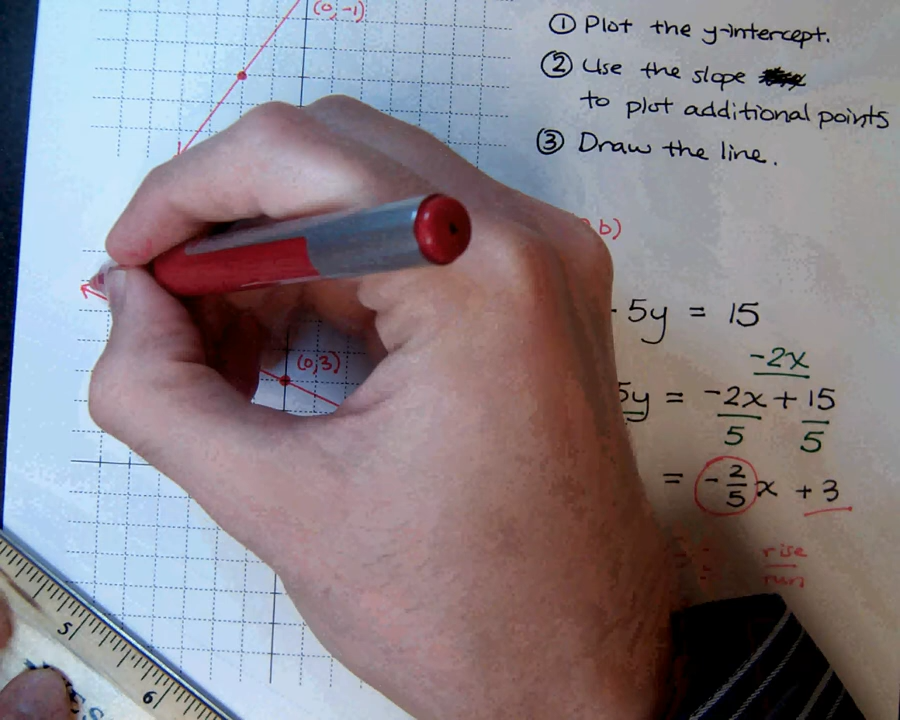 (0,-1)
① Plot the y-intercept.
② Use the slope
to plot additional points
③ Draw the line.
b)
5y = 15
-2x
5y = -2x + 15
5 5
= -2/5 x + 3
(0,3)
rise
run
5
6